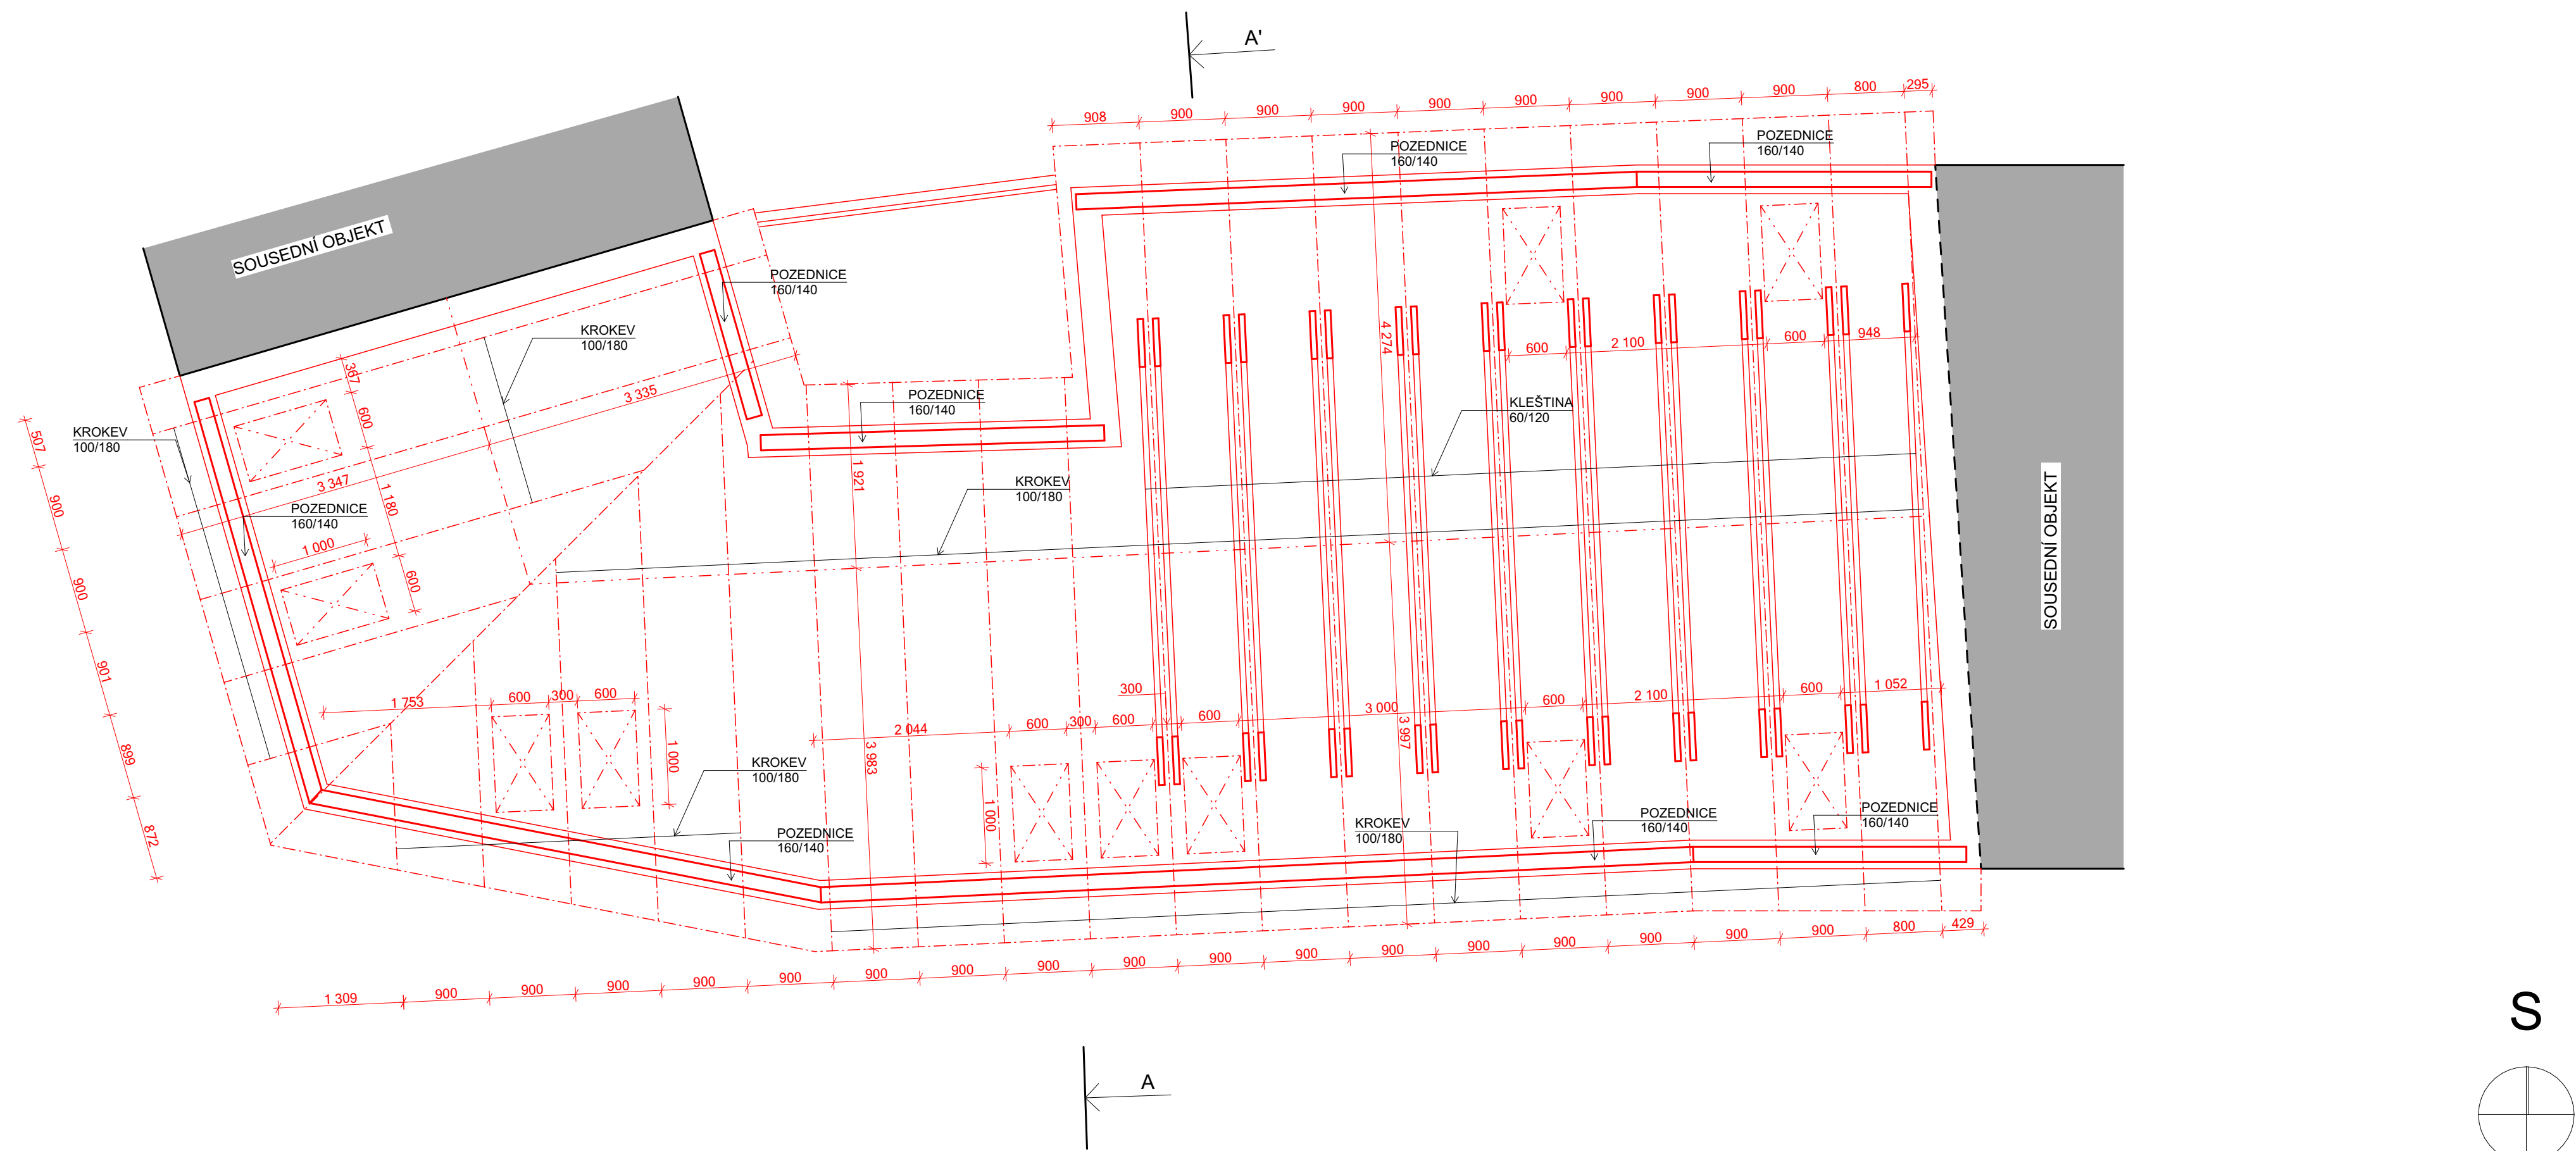 A'
908 900 900 900 900 900 900 900 900 800 295
POZEDNICE
160/140
POZEDNICE
160/140
SOUSEDNÍ OBJEKT
POZEDNICE
160/140
KROKEV
100/180
4 274
600 2 100 600 948
367
600
3 335
POZEDNICE
160/140
KLEŠTINA
60/120
KROKEV
100/180
507
900
900
901
899
872
3 347
1 180
1 921
KROKEV
100/180
POZEDNICE
160/140
1 000
600
SOUSEDNÍ OBJEKT
1 753 600 300 600
1 000
300
2 044 600 300 600 600 3 000 600 2 100 600 1 052
3 983
3 997
1 000
KROKEV
100/180
POZEDNICE
160/140
KROKEV
100/180
POZEDNICE
160/140
POZEDNICE
160/140
1 309 900 900 900 900 900 900 900 900 900 900 900 900 900 900 900 900 900 800 429
S
A